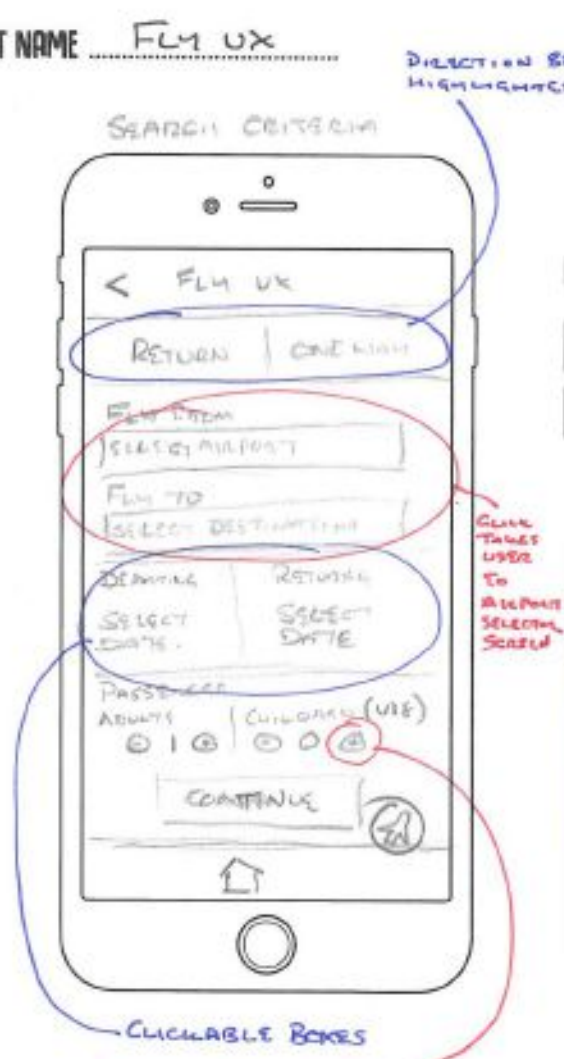 T NAME FLY UX
DIRECTION
HIGHLIGHTE
SEARCH CRITERIA
< FLY UX
RETURN | ONE WAY
FLY FROM
SELECT AIRPORT
FLY TO
SELECT DESTINATION
CLICK
TAKES
USER
TO
AIRPORT
SELECTOR
SCREEN
DEPARTING RETURNING
SELECT SELECT
DATE. DATE
PASSENGERS
ADULTS | CHILDREN (U18)
- 1 + - 0 +
CONTINUE
CLICKABLE BOXES